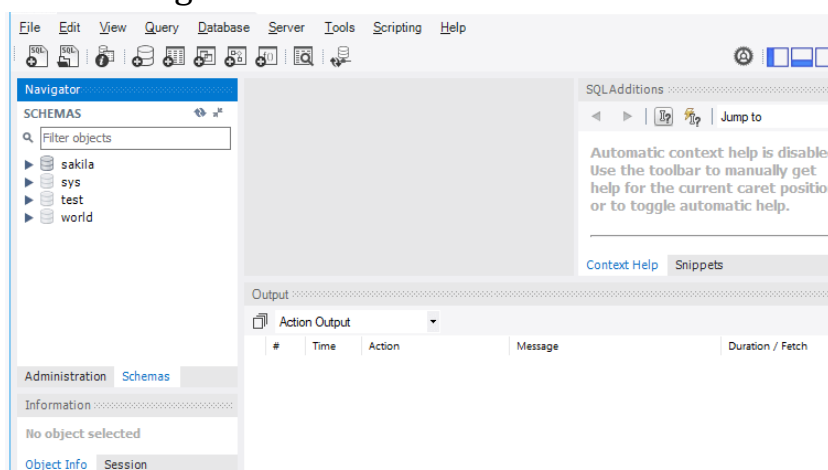 File Edit View Query Database Server Tools Scripting Help
SQL SQL
Navigator
SCHEMAS
Filter objects
sakila
sys
test
world
Administration Schemas
Information
No object selected
Object Info Session
SQLAdditions
Jump to
Automatic context help is disable
Use the toolbar to manually get
help for the current caret positio
or to toggle automatic help.
Context Help Snippets
Output
Action Output
# Time Action Message Duration / Fetch